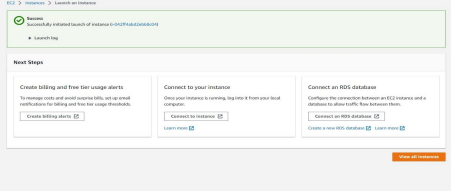 EC2 > Instances > Launch an instance
Success
Successfully initiated launch of instance
Launch log
Next Steps
Create billing and free tier usage alerts
To manage costs and avoid surprise bills, set up email
notifications for billing and free tier usage thresholds.
Create billing alerts
Connect to your instance
Once your instance is running, log into it from your local
computer.
Connect to instance
Learn more
Connect an RDS database
Configure the connection between an EC2 instance and a
database to allow traffic flow between them.
Connect an RDS database
Create a new RDS database Learn more
View all instances